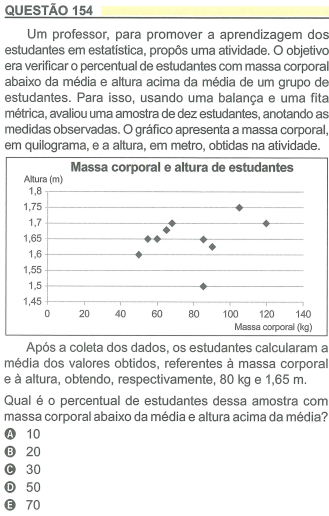 QUESTÃO 154
Um professor, para promover a aprendizagem dos
estudantes em estatística, propôs uma atividade. O objetivo
era verificar o percentual de estudantes com massa corporal
abaixo da média e altura acima da média de um grupo de
estudantes. Para isso, usando uma balança e uma fita
métrica, avaliou uma amostra de dez estudantes, anotando as
medidas observadas. O gráfico apresenta a massa corporal,
em quilograma, e a altura, em metro, obtidas na atividade.
Massa corporal e altura de estudantes
Altura (m)
1,8
1,75
1,7
1,65
1,6
1,55
1,5
1,45
0 20 40 60 80 100 120 140
Massa corporal (kg)
Após a coleta dos dados, os estudantes calcularam a
média dos valores obtidos, referentes à massa corporal
e à altura, obtendo, respectivamente, 80 kg e 1,65 m.
Qual é o percentual de estudantes dessa amostra com
massa corporal abaixo da média e altura acima da média?
A 10
B 20
C 30
D 50
E 70